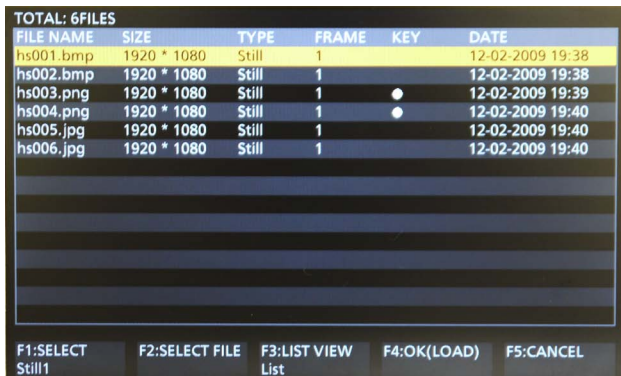 TOTAL: 6FILES
FILE NAME SIZE TYPE FRAME KEY DATE
hs001.bmp 1920 * 1080 Still 1 12-02-2009 19:38
hs002.bmp 1920 * 1080 Still 1 12-02-2009 19:38
hs003.png 1920 * 1080 Still 1 ● 12-02-2009 19:39
hs004.png 1920 * 1080 Still 1 ● 12-02-2009 19:40
hs005.jpg 1920 * 1080 Still 1 12-02-2009 19:40
hs006.jpg 1920 * 1080 Still 1 12-02-2009 19:40
F1:SELECT F2:SELECT FILE F3:LIST VIEW F4:OK(LOAD) F5:CANCEL
Still1 List